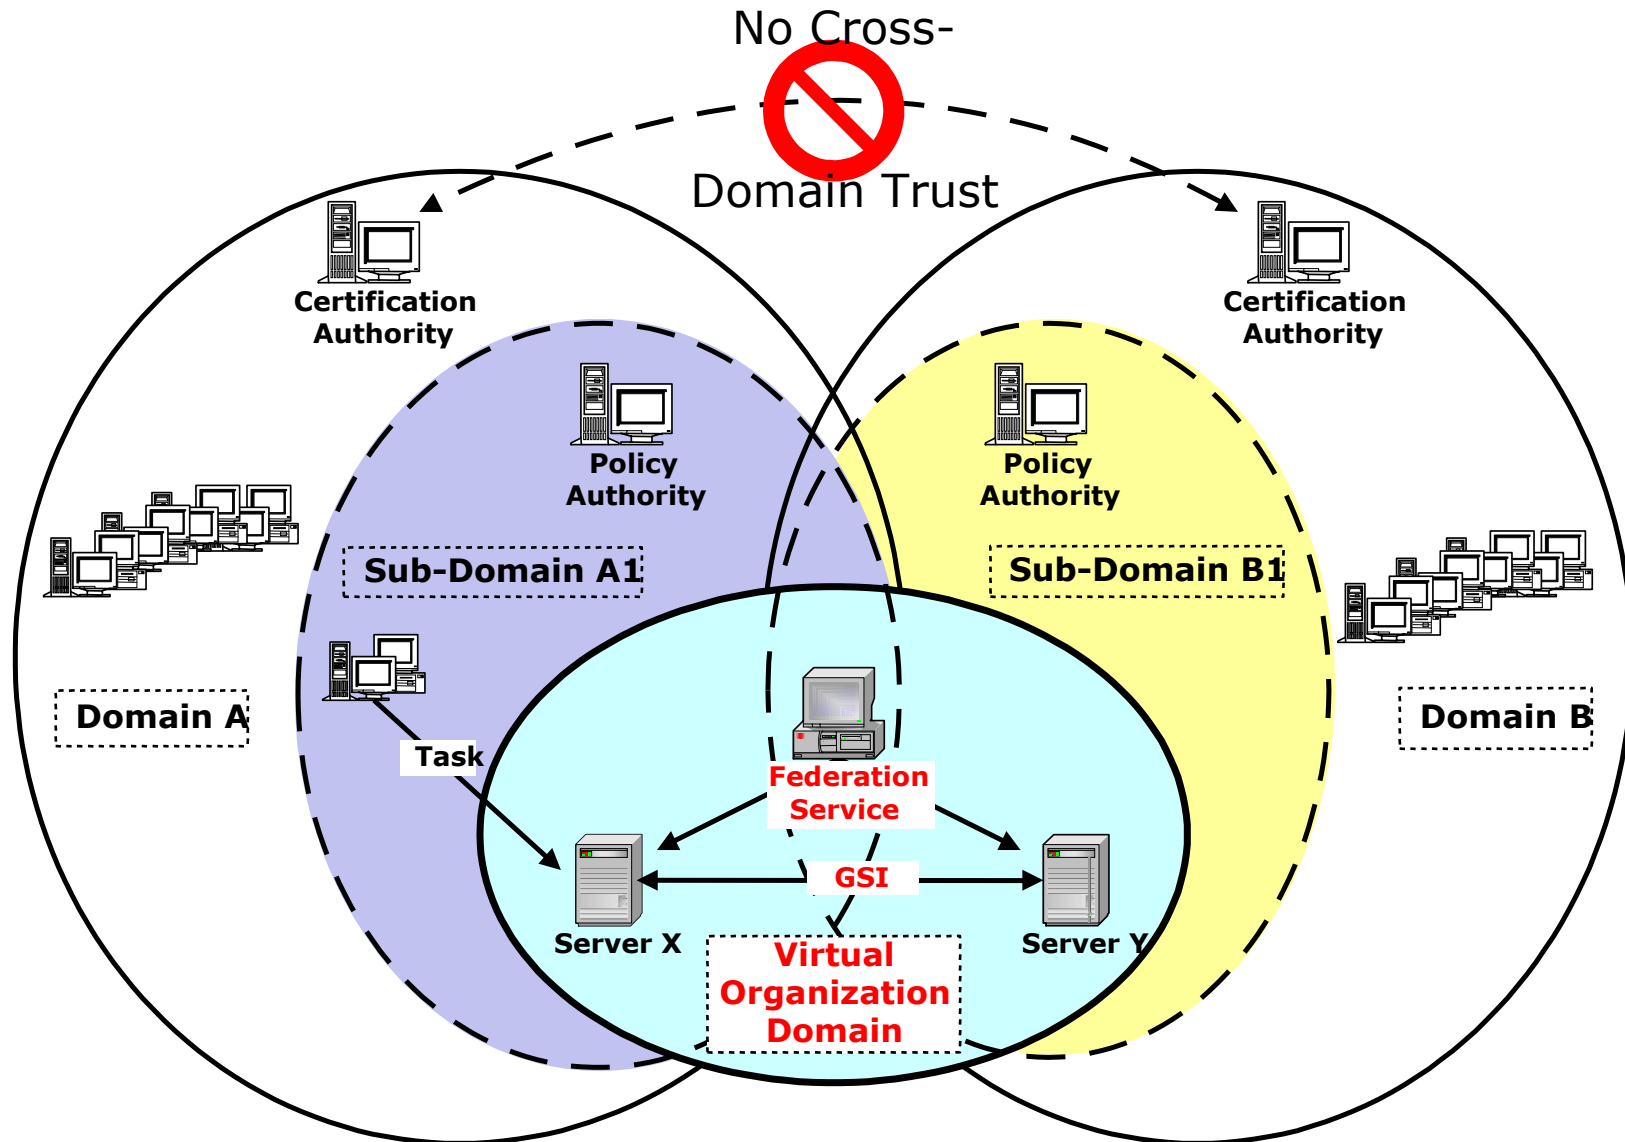 No Cross-
Domain Trust
Certification
Authority
Certification
Authority
Policy
Authority
Policy
Authority
Sub-Domain A1
Sub-Domain B1
Domain A
Domain B
Task
Federation
Service
GSI
Server X
Server Y
Virtual
Organization
Domain